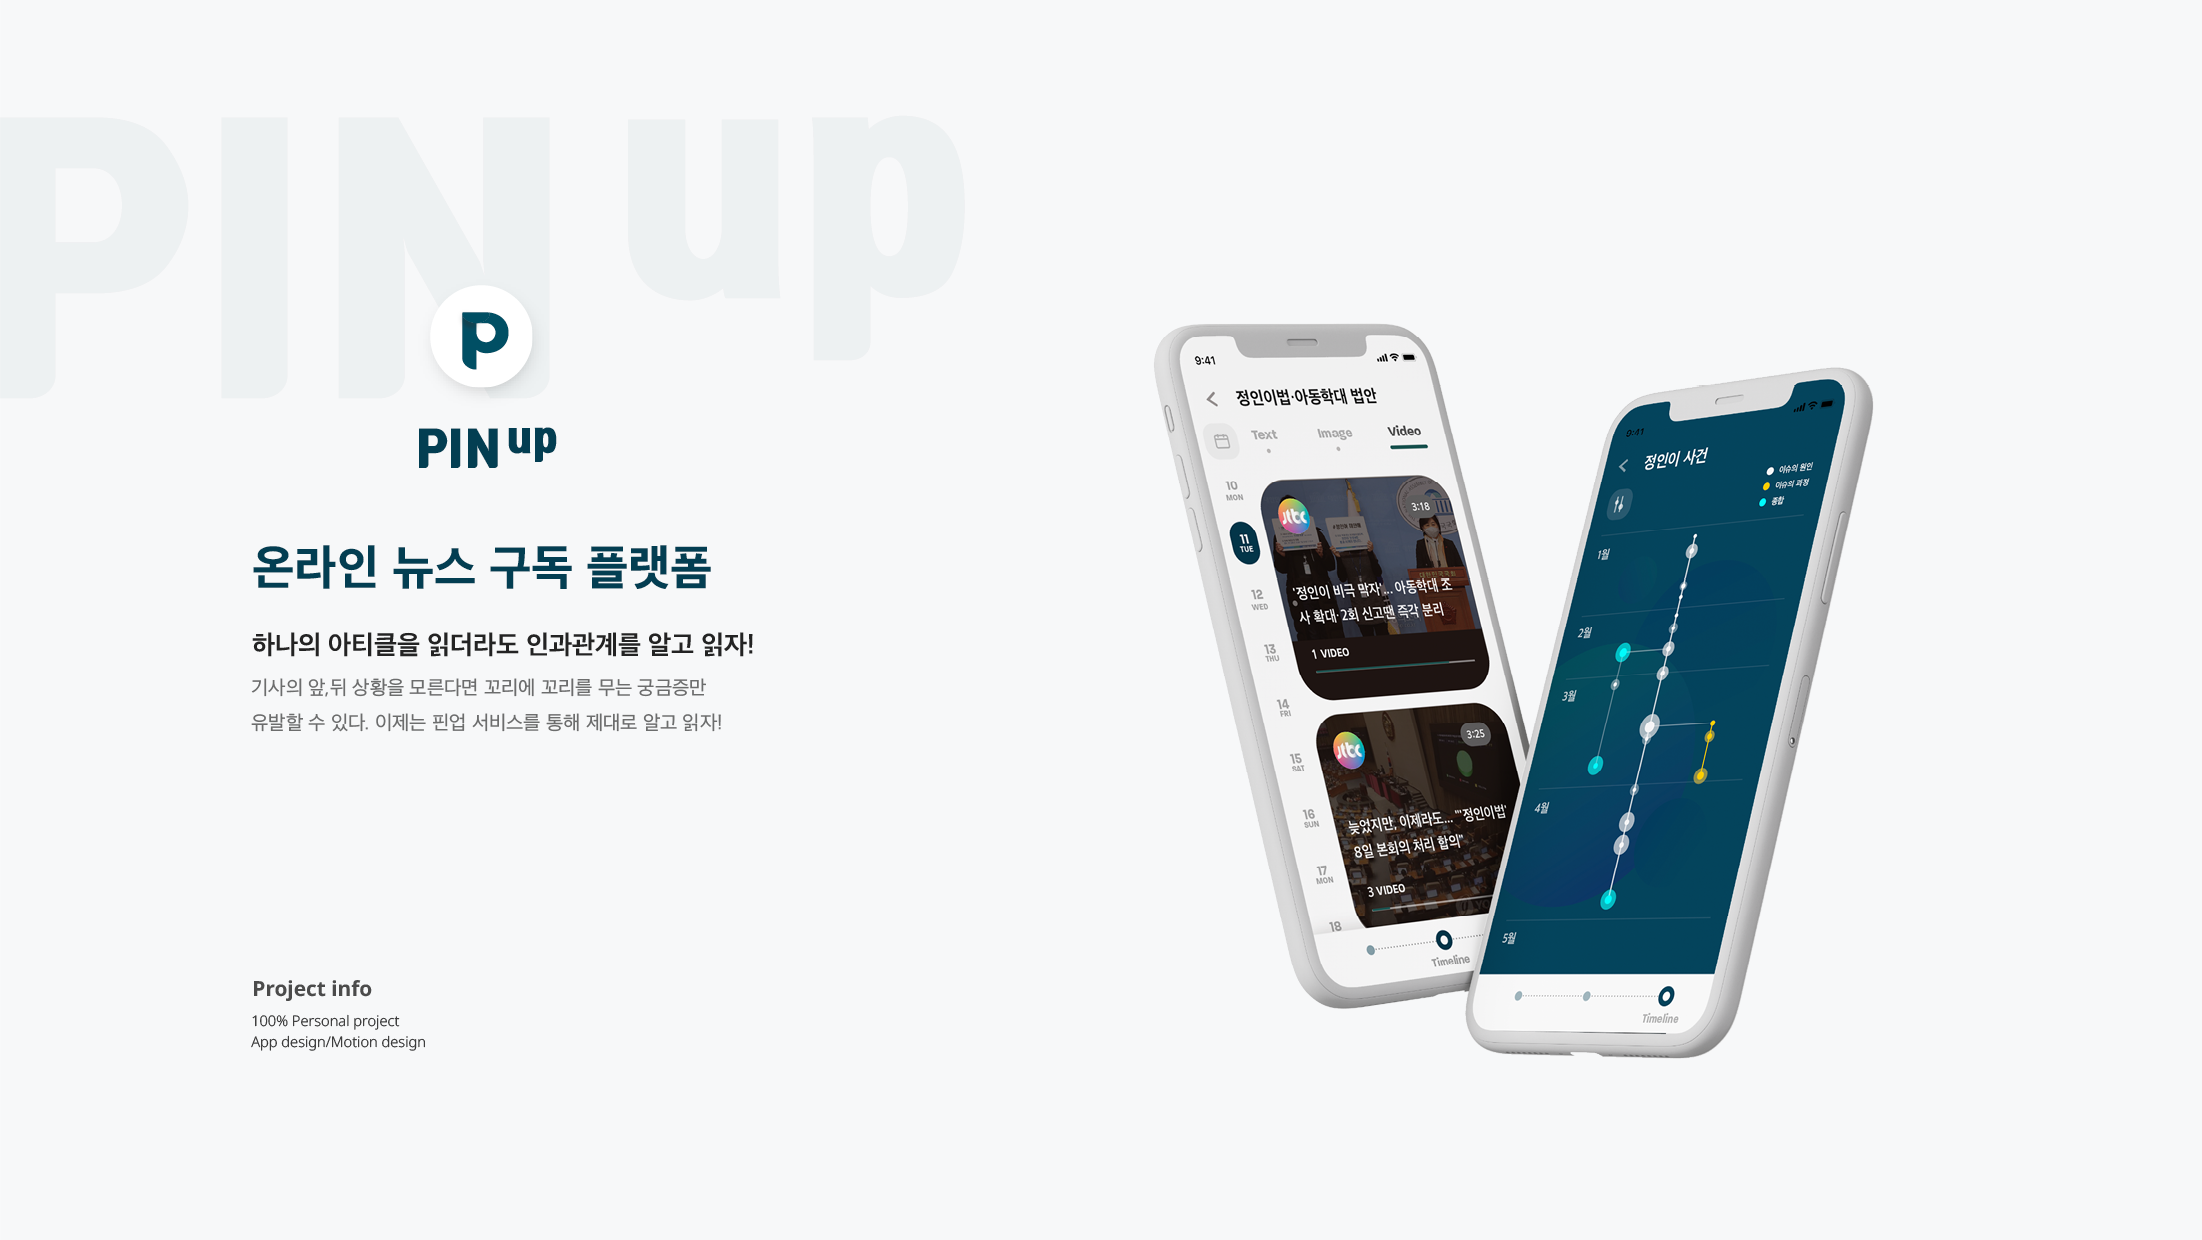 PIN up
P
PIN up
온라인 뉴스 구독 플랫폼
하나의 아티클을 읽더라도 인과관계를 알고 읽자!
기사의 앞,뒤 상황을 모른다면 꼬리에 꼬리를 무는 궁금증만
유발할 수 있다. 이제는 핀업 서비스를 통해 제대로 알고 읽자!
Project info
100% Personal project
App design/Motion design
9:41
정인이법·아동학대 법안
Text Image Video
10 MON
11 TUE
12 WED
13 THU
14 FRI
15 SAT
16 SUN
17 MON
18
jtbc
3:18
'정인이 비극 막자'... 아동학대 조
사 확대·2회 신고땐 즉각 분리
1 VIDEO
jtbc
3:25
늦었지만, 이제라도... "'정인이법'
8일 본회의 처리 합의"
3 VIDEO
Timeline
9:41
정인이 사건
이슈의 원인
이슈의 과정
종합
1월
2월
3월
4월
5월
Timeline